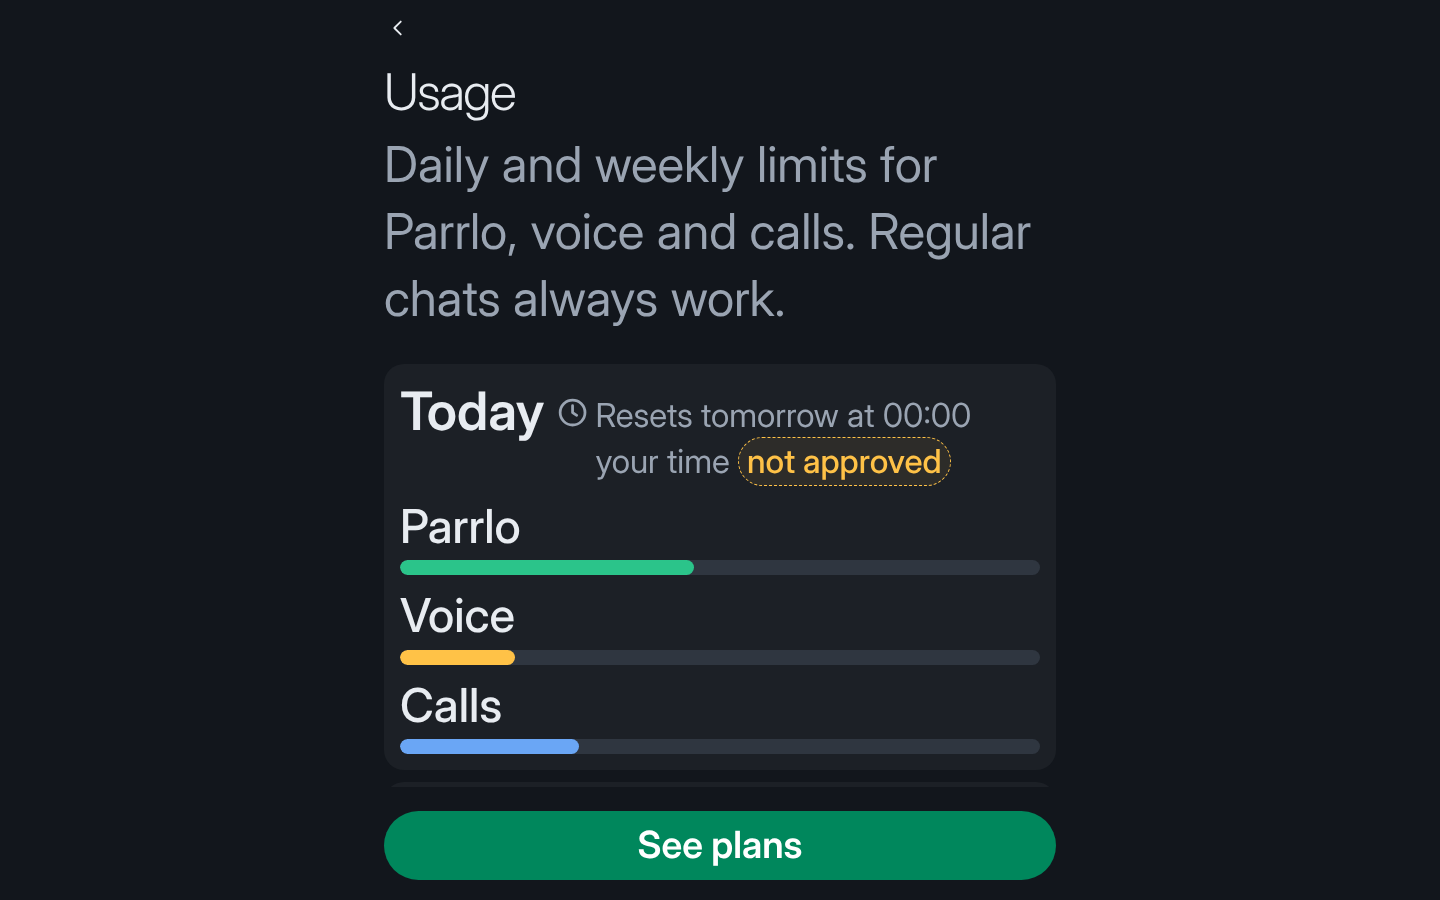 Usage
Daily and weekly limits for
Parrlo, voice and calls. Regular
chats always work.
Today Resets tomorrow at 00:00
your time not approved
Parrlo
Voice
Calls
See plans